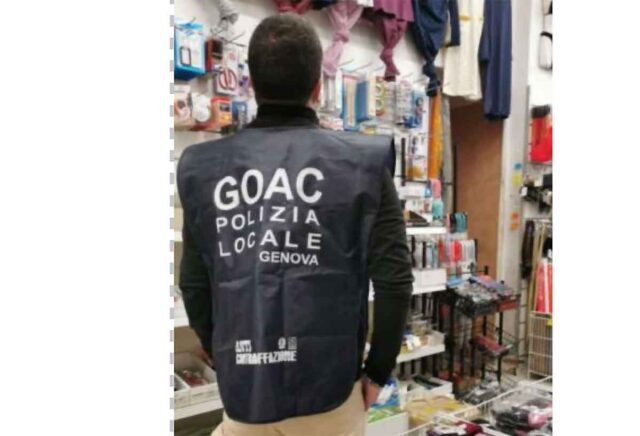 GOAC
POLIZIA
LOCALE
GENOVA
ANTI
CONTRAFFAZIONE